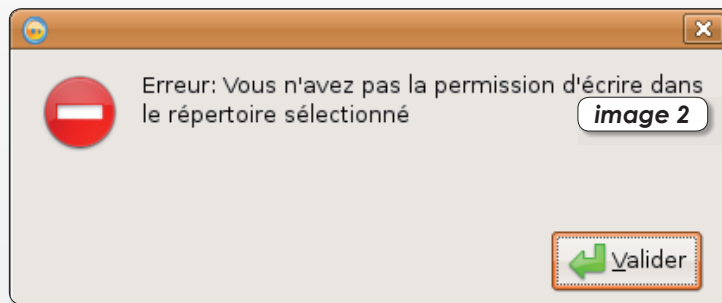 Erreur: Vous n'avez pas la permission d'écrire dans
le répertoire sélectionné
image 2
Valider